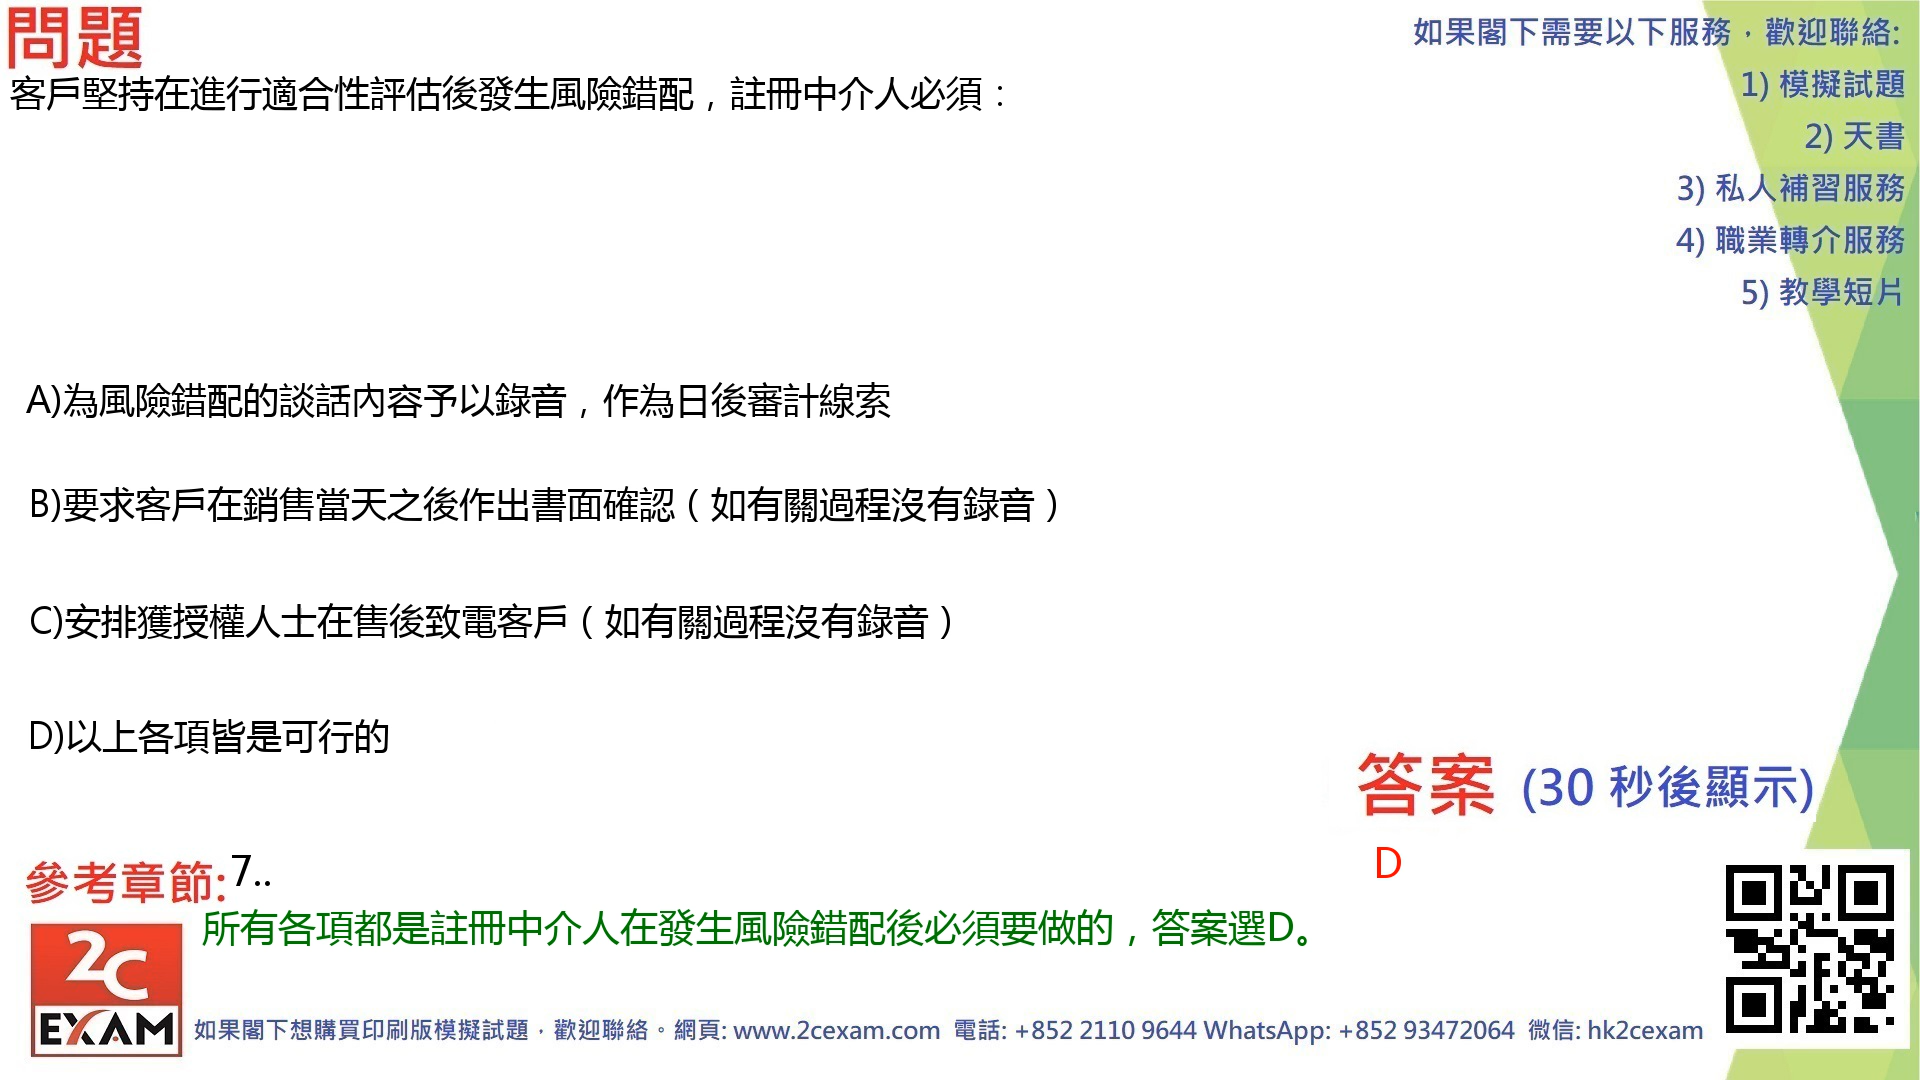 問題
客戶堅持在進行適合性評估後發生風險錯配，註冊中介人必須：
如果閣下需要以下服務，歡迎聯絡:
1) 模擬試題
2) 天書
3) 私人補習服務
4) 職業轉介服務
5) 教學短片
A)為風險錯配的談話內容予以錄音，作為日後審計線索
B)要求客戶在銷售當天之後作出書面確認（如有關過程沒有錄音）
C)安排獲授權人士在售後致電客戶（如有關過程沒有錄音）
D)以上各項皆是可行的
答案 (30 秒後顯示)
D
參考章節:7..
所有各項都是註冊中介人在發生風險錯配後必須要做的，答案選D。
2C
EXAM
如果閣下想購買印刷版模擬試題，歡迎聯絡。網頁: www.2cexam.com 電話: +852 2110 9644 WhatsApp: +852 93472064 微信: hk2cexam